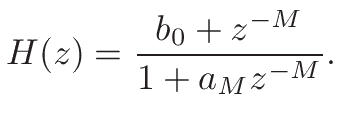 H(z) = \frac{b_0 + z^{-M}}{1 + a_M z^{-M}}.